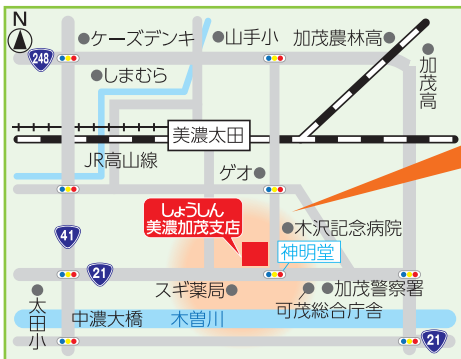 N
ケーズデンキ
山手小
加茂農林高
248
しまむら
加茂高
美濃太田
JR高山線
ゲオ
しょうしん
美濃加茂支店
木沢記念病院
41
神明堂
21
スギ薬局
加茂警察署
太田小
可茂総合庁舎
中濃大橋
木曽川
21